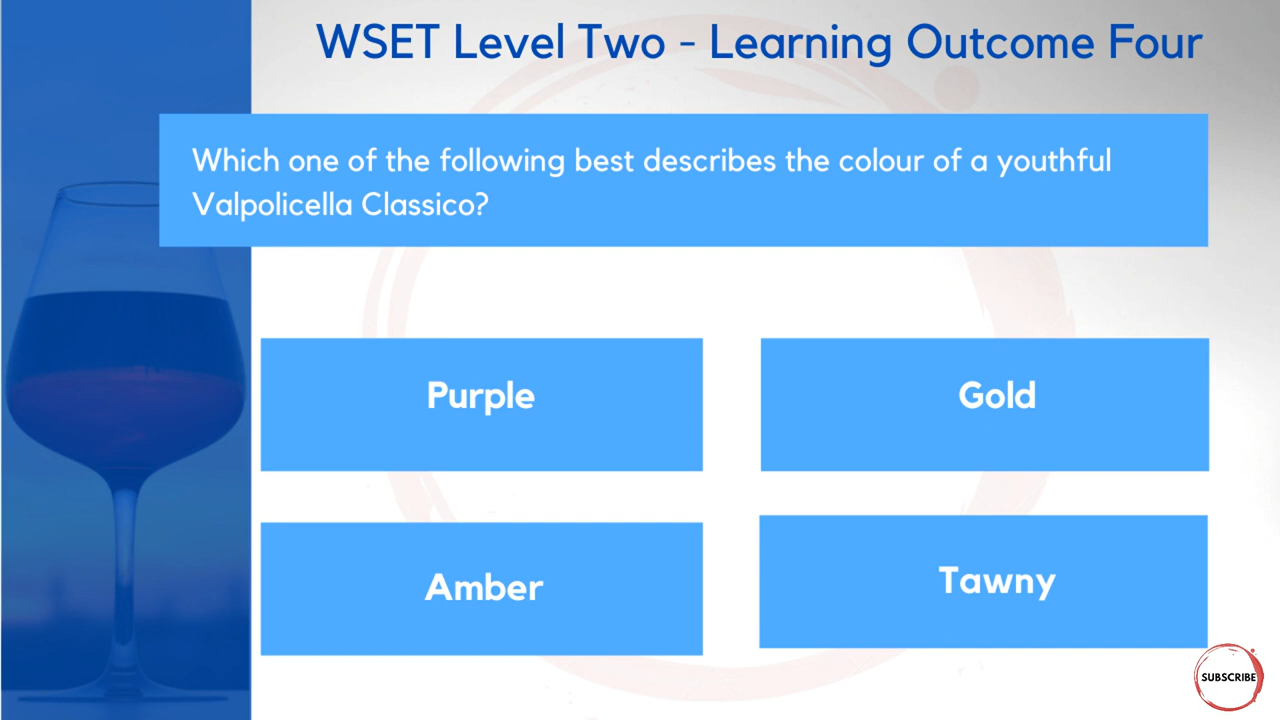 WSET Level Two - Learning Outcome Four
Which one of the following best describes the colour of a youthful
Valpolicella Classico?
Purple
Gold
Amber
Tawny
SUBSCRIBE